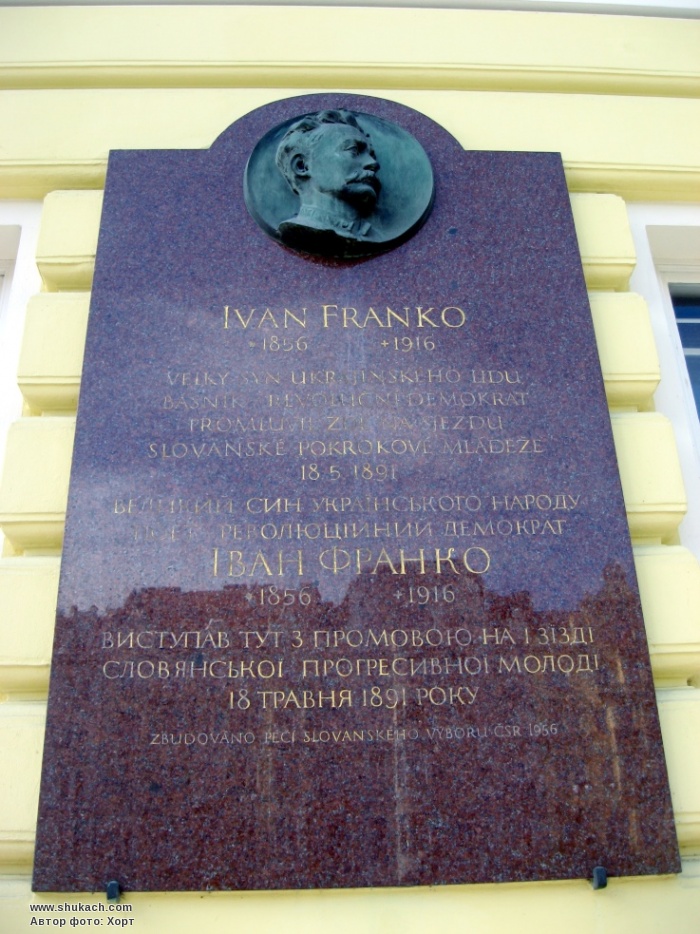 IVAN FRANKO
*1856 +1916
VELKÝ SYN UKRAJINSKÉHO LIDU
BÁSNÍK REVOLUČNÍ DEMOKRAT
PROMLUVIL ZDE SJEZDU
SLOVANSKÉ POKROKOVÉ MLÁDEŽE
18.5.1891
ВЕЛИКИЙ СИН УКРАЇНСЬКОГО НАРОДУ
РЕВОЛЮЦІЙНИЙ ДЕМОКРАТ
ІВАН ФРАНКО
*1856 +1916
ВИСТУПАВ ТУТ З ПРОМОВОЮ НА І ЗЇЗДІ
СЛОВЯНСЬКОЇ ПРОГРЕСИВНОЇ МОЛОДІ
18 ТРАВНЯ 1891 РОКУ
ZBUDOVÁNO PÉČÍ SLOVANSKÉHO VÝBORU ČSR 1956
www.shukach.com
Автор фото: Хорт